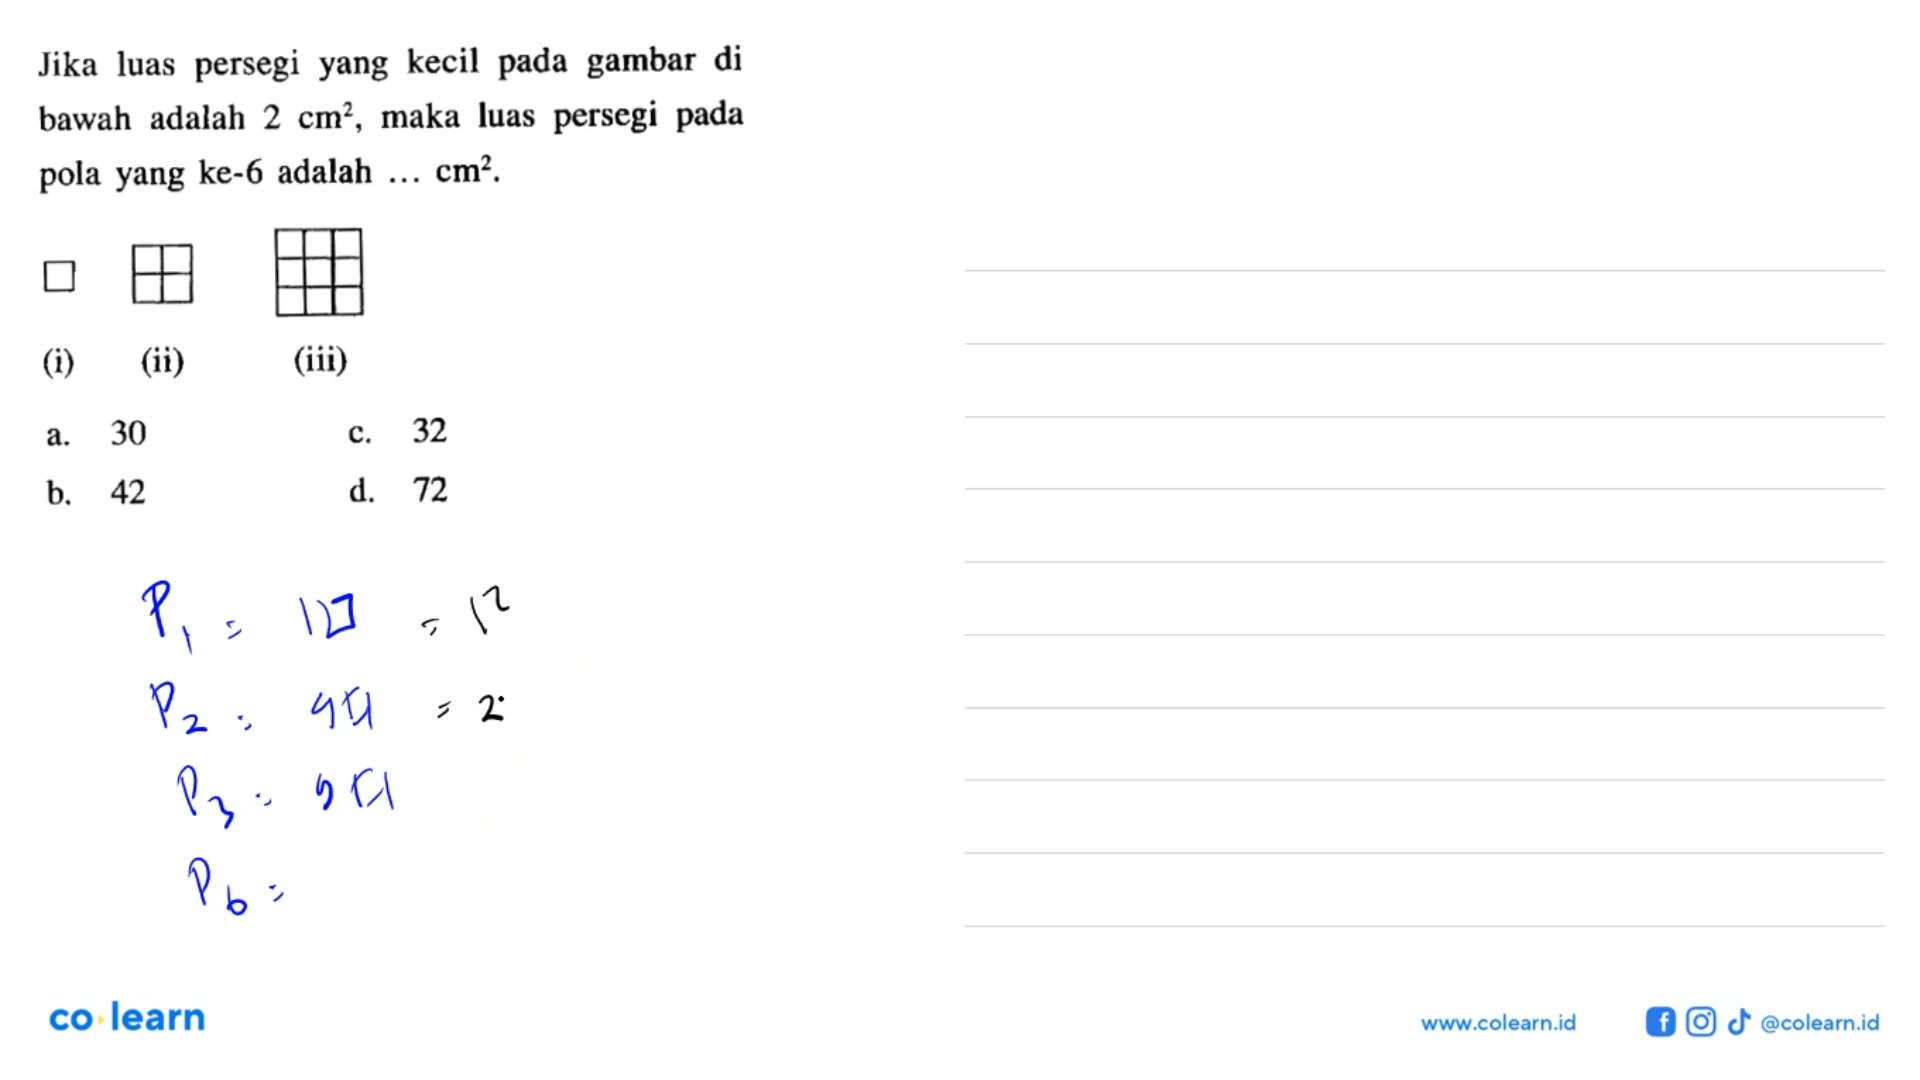 Jika luas persegi yang kecil pada gambar di
bawah adalah 2 cm², maka luas persegi pada
pola yang ke-6 adalah ... cm².
(i) (ii) (iii)
a. 30 c. 32
b. 42 d. 72
P₁ = 1□ = 1²
P₂ = 4□ = 2
P₃ = 9□
P₆ =
co learn
www.colearn.id @colearn.id